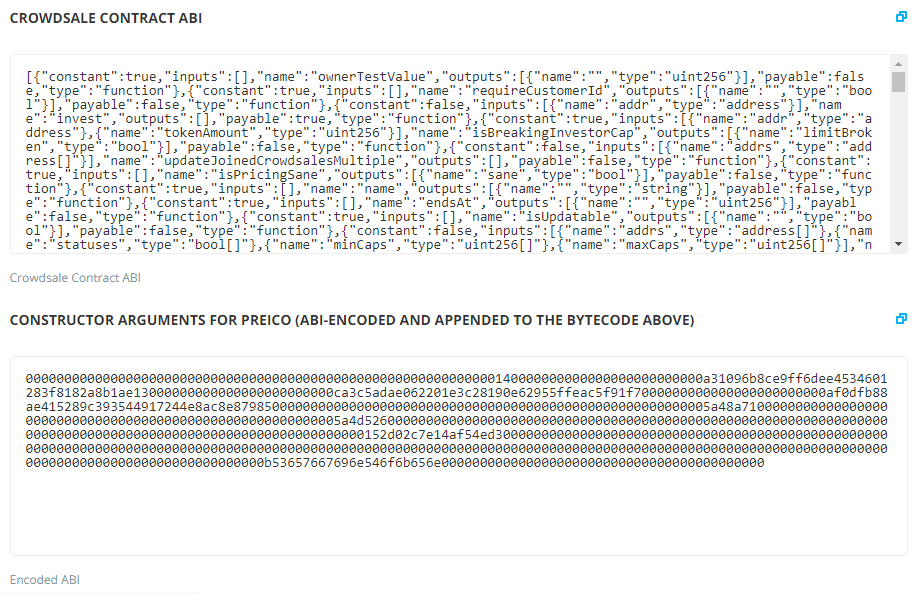 CROWDSALE CONTRACT ABI
[{"constant":true,"inputs":[],"name":"ownerTestValue","outputs":[{"name":"","type":"uint256"}],"payable":fals
e,"type":"function"},{"constant":true,"inputs":[],"name":"requireCustomerId","outputs":[{"name":"","type":"boo
l"}],"payable":false,"type":"function"},{"constant":false,"inputs":[{"name":"addr","type":"address"}],"nam
e":"invest","outputs":[],"payable":true,"type":"function"},{"constant":true,"inputs":[{"name":"addr","type":"a
ddress"},{"name":"tokenAmount","type":"uint256"}],"name":"isBreakingInvestorCap","outputs":[{"name":"limitBrok
en","type":"bool"}],"payable":false,"type":"function"},{"constant":false,"inputs":[{"name":"addrs","type":"addr
ess[]"}],"name":"updateJoinedCrowdsalesMultiple","outputs":[],"payable":false,"type":"function"},{"constant":
true,"inputs":[],"name":"isPricingSane","outputs":[{"name":"sane","type":"bool"}],"payable":false,"type":"func
tion"},{"constant":true,"inputs":[],"name":"name","outputs":[{"name":"","type":"string"}],"payable":false,"typ
e":"function"},{"constant":true,"inputs":[],"name":"endsAt","outputs":[{"name":"","type":"uint256"}],"payabl
e":false,"type":"function"},{"constant":true,"inputs":[],"name":"isUpdatable","outputs":[{"name":"","type":"bo
ol"}],"payable":false,"type":"function"},{"constant":false,"inputs":[{"name":"addrs","type":"address[]"},{"nam
e":"statuses","type":"bool[]"},{"name":"minCaps","type":"uint256[]"},{"name":"maxCaps","type":"uint256[]"}],"n
Crowdsale Contract ABI
CONSTRUCTOR ARGUMENTS FOR PREICO (ABI-ENCODED AND APPENDED TO THE BYTECODE ABOVE)
0000000000000000000000000000000000000000000000000000000000000140000000000000000000000000a31096b8ce9ff6dee4534601
283f8182a8b1ae13000000000000000000000000ca3c5adae062201e3c28190e62955ffeac5f91f7000000000000000000000000af0dfb88
ae415289c393544917244e8ac8e87985000000000000000000000000000000000000000000000000000000005a48a7100000000000000000
00000000000000000000000000000000000000005a4d52600000000000000000000000000000000000000000000000000000000000000000
00000000000000000000000000000000000000000000152d02c7e14af54ed300000000000000000000000000000000000000000000000000
0000000000000000000000000000000000000000000000000000000000000000000000000000000000000000000000000000000000000000
0000000000000000000000000000000b53657667696e546f6b656e000000000000000000000000000000000000000000
Encoded ABI